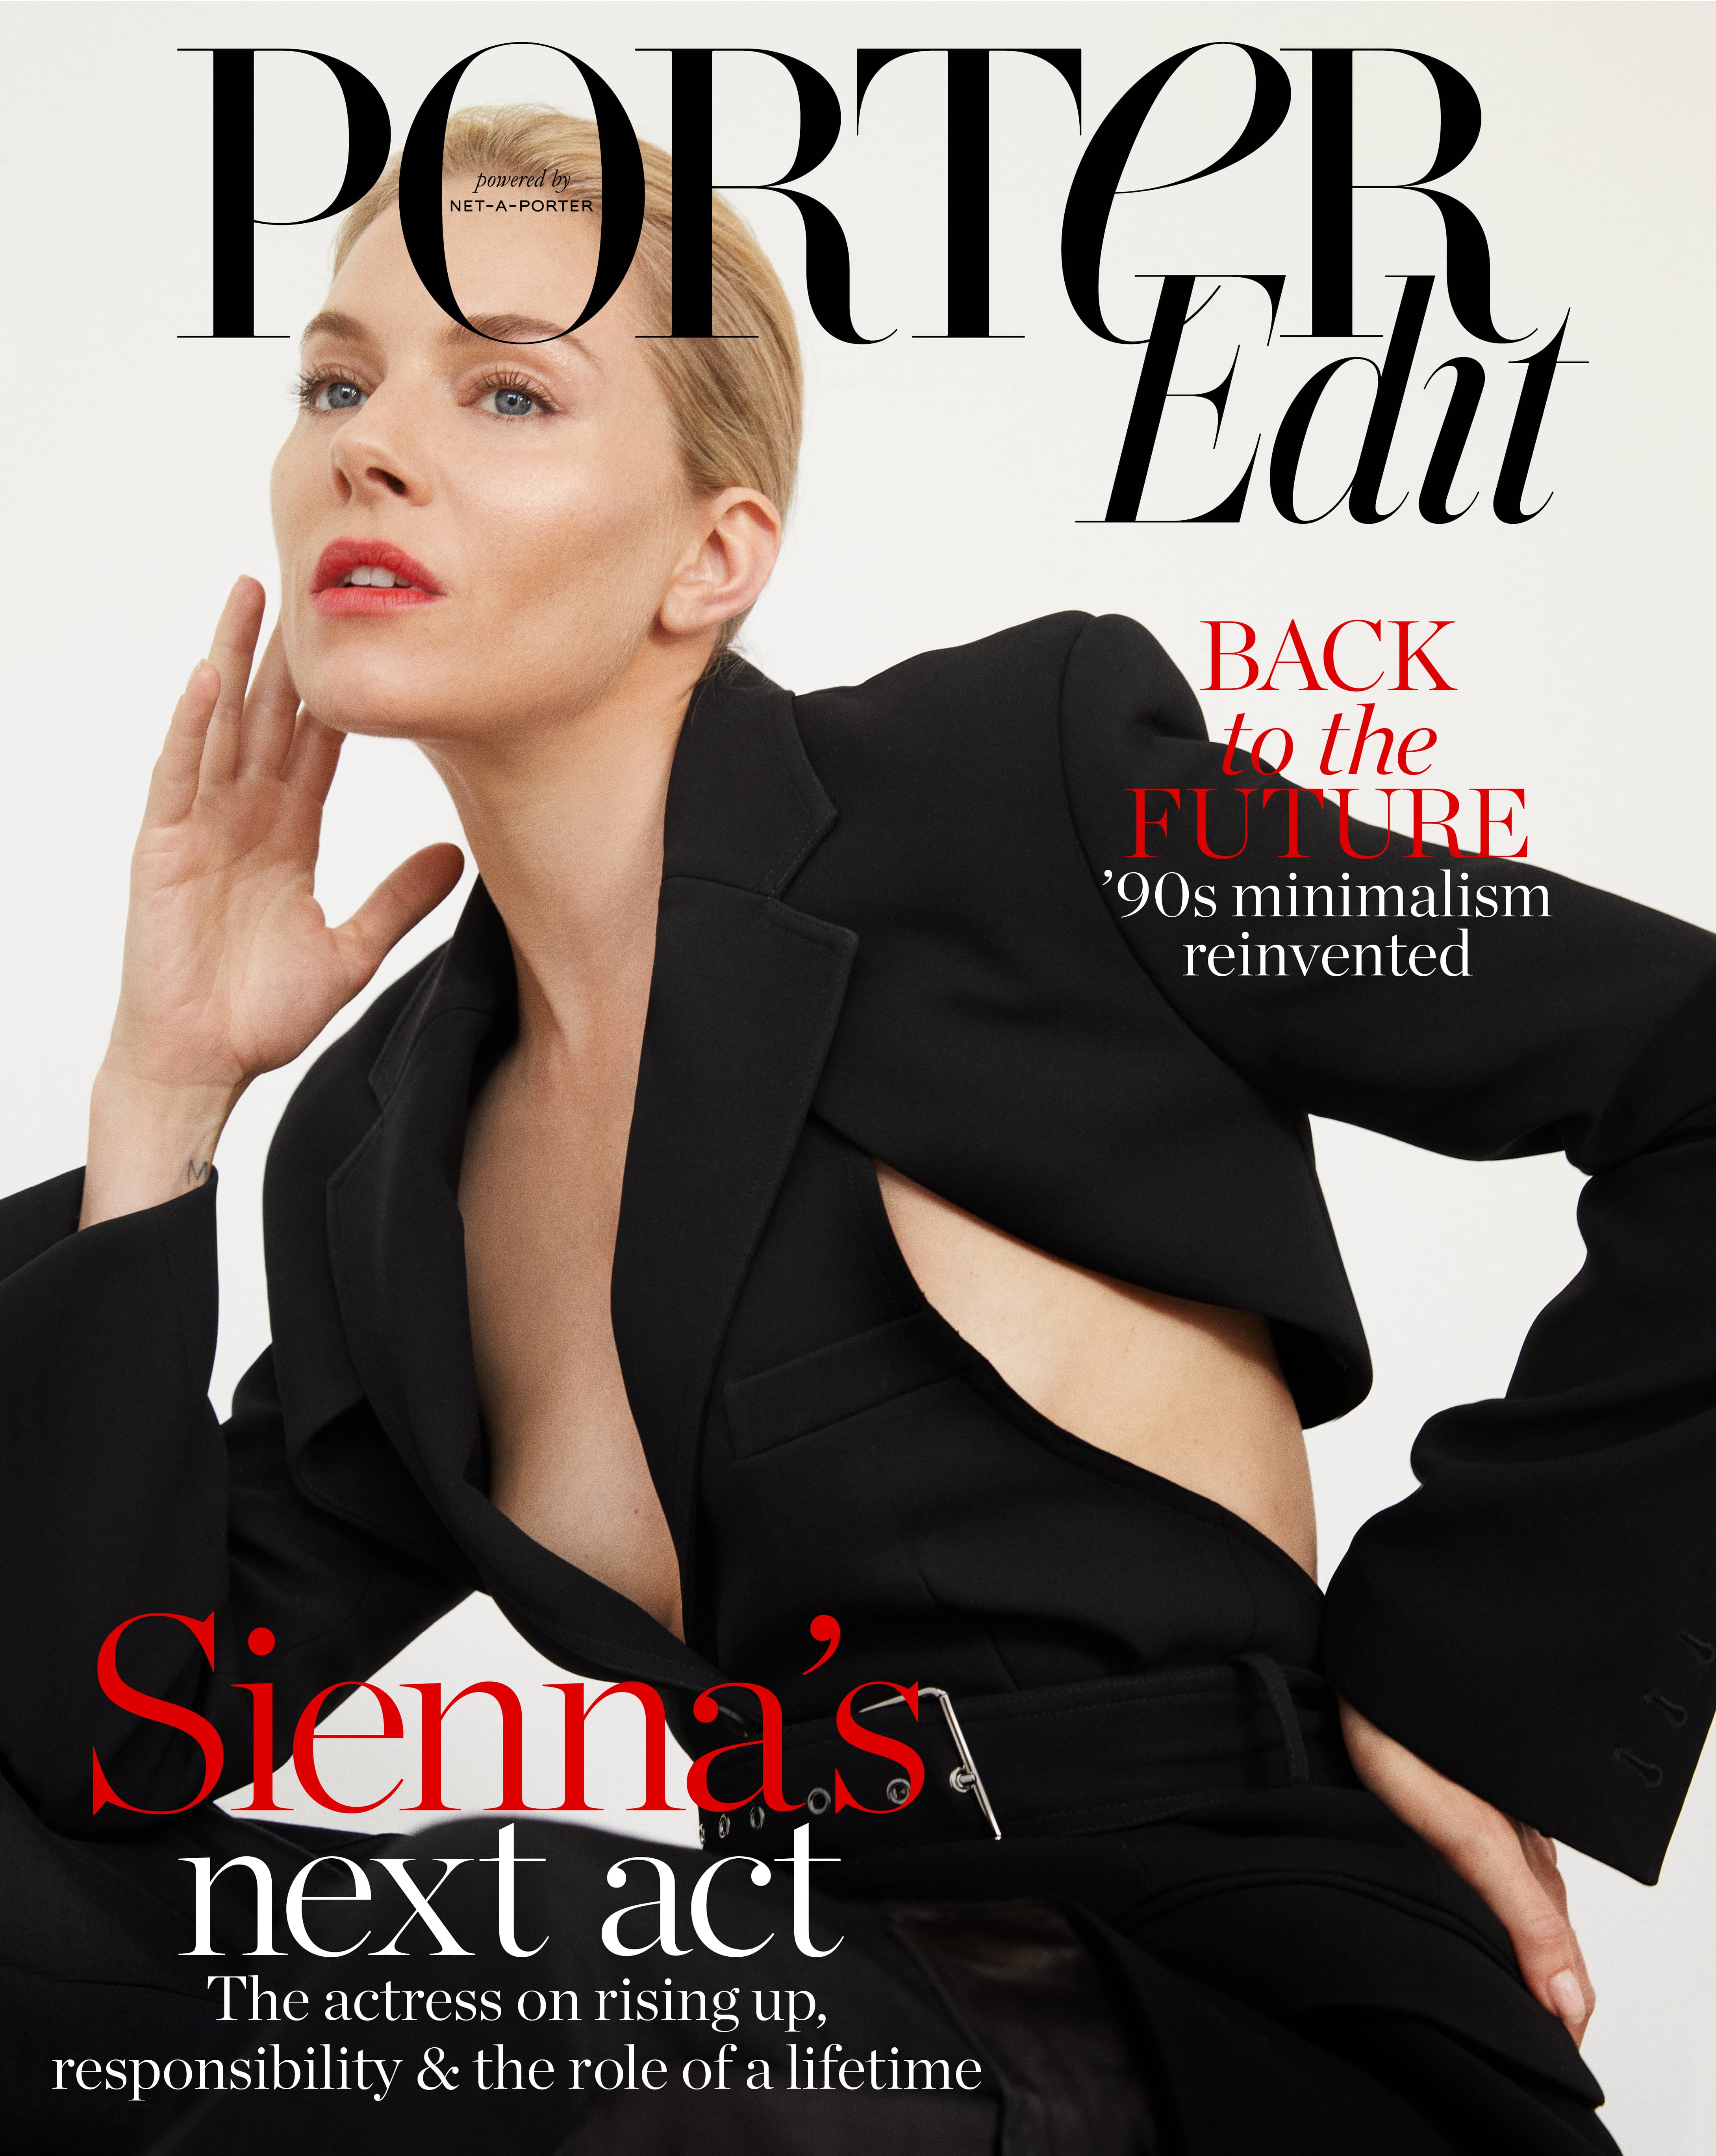 PORTeR
powered by
NET-A-PORTER
Edit
BACK
to the
FUTURE
’90s minimalism
reinvented
M
Sienna’s
next act
The actress on rising up,
responsibility & the role of a lifetime